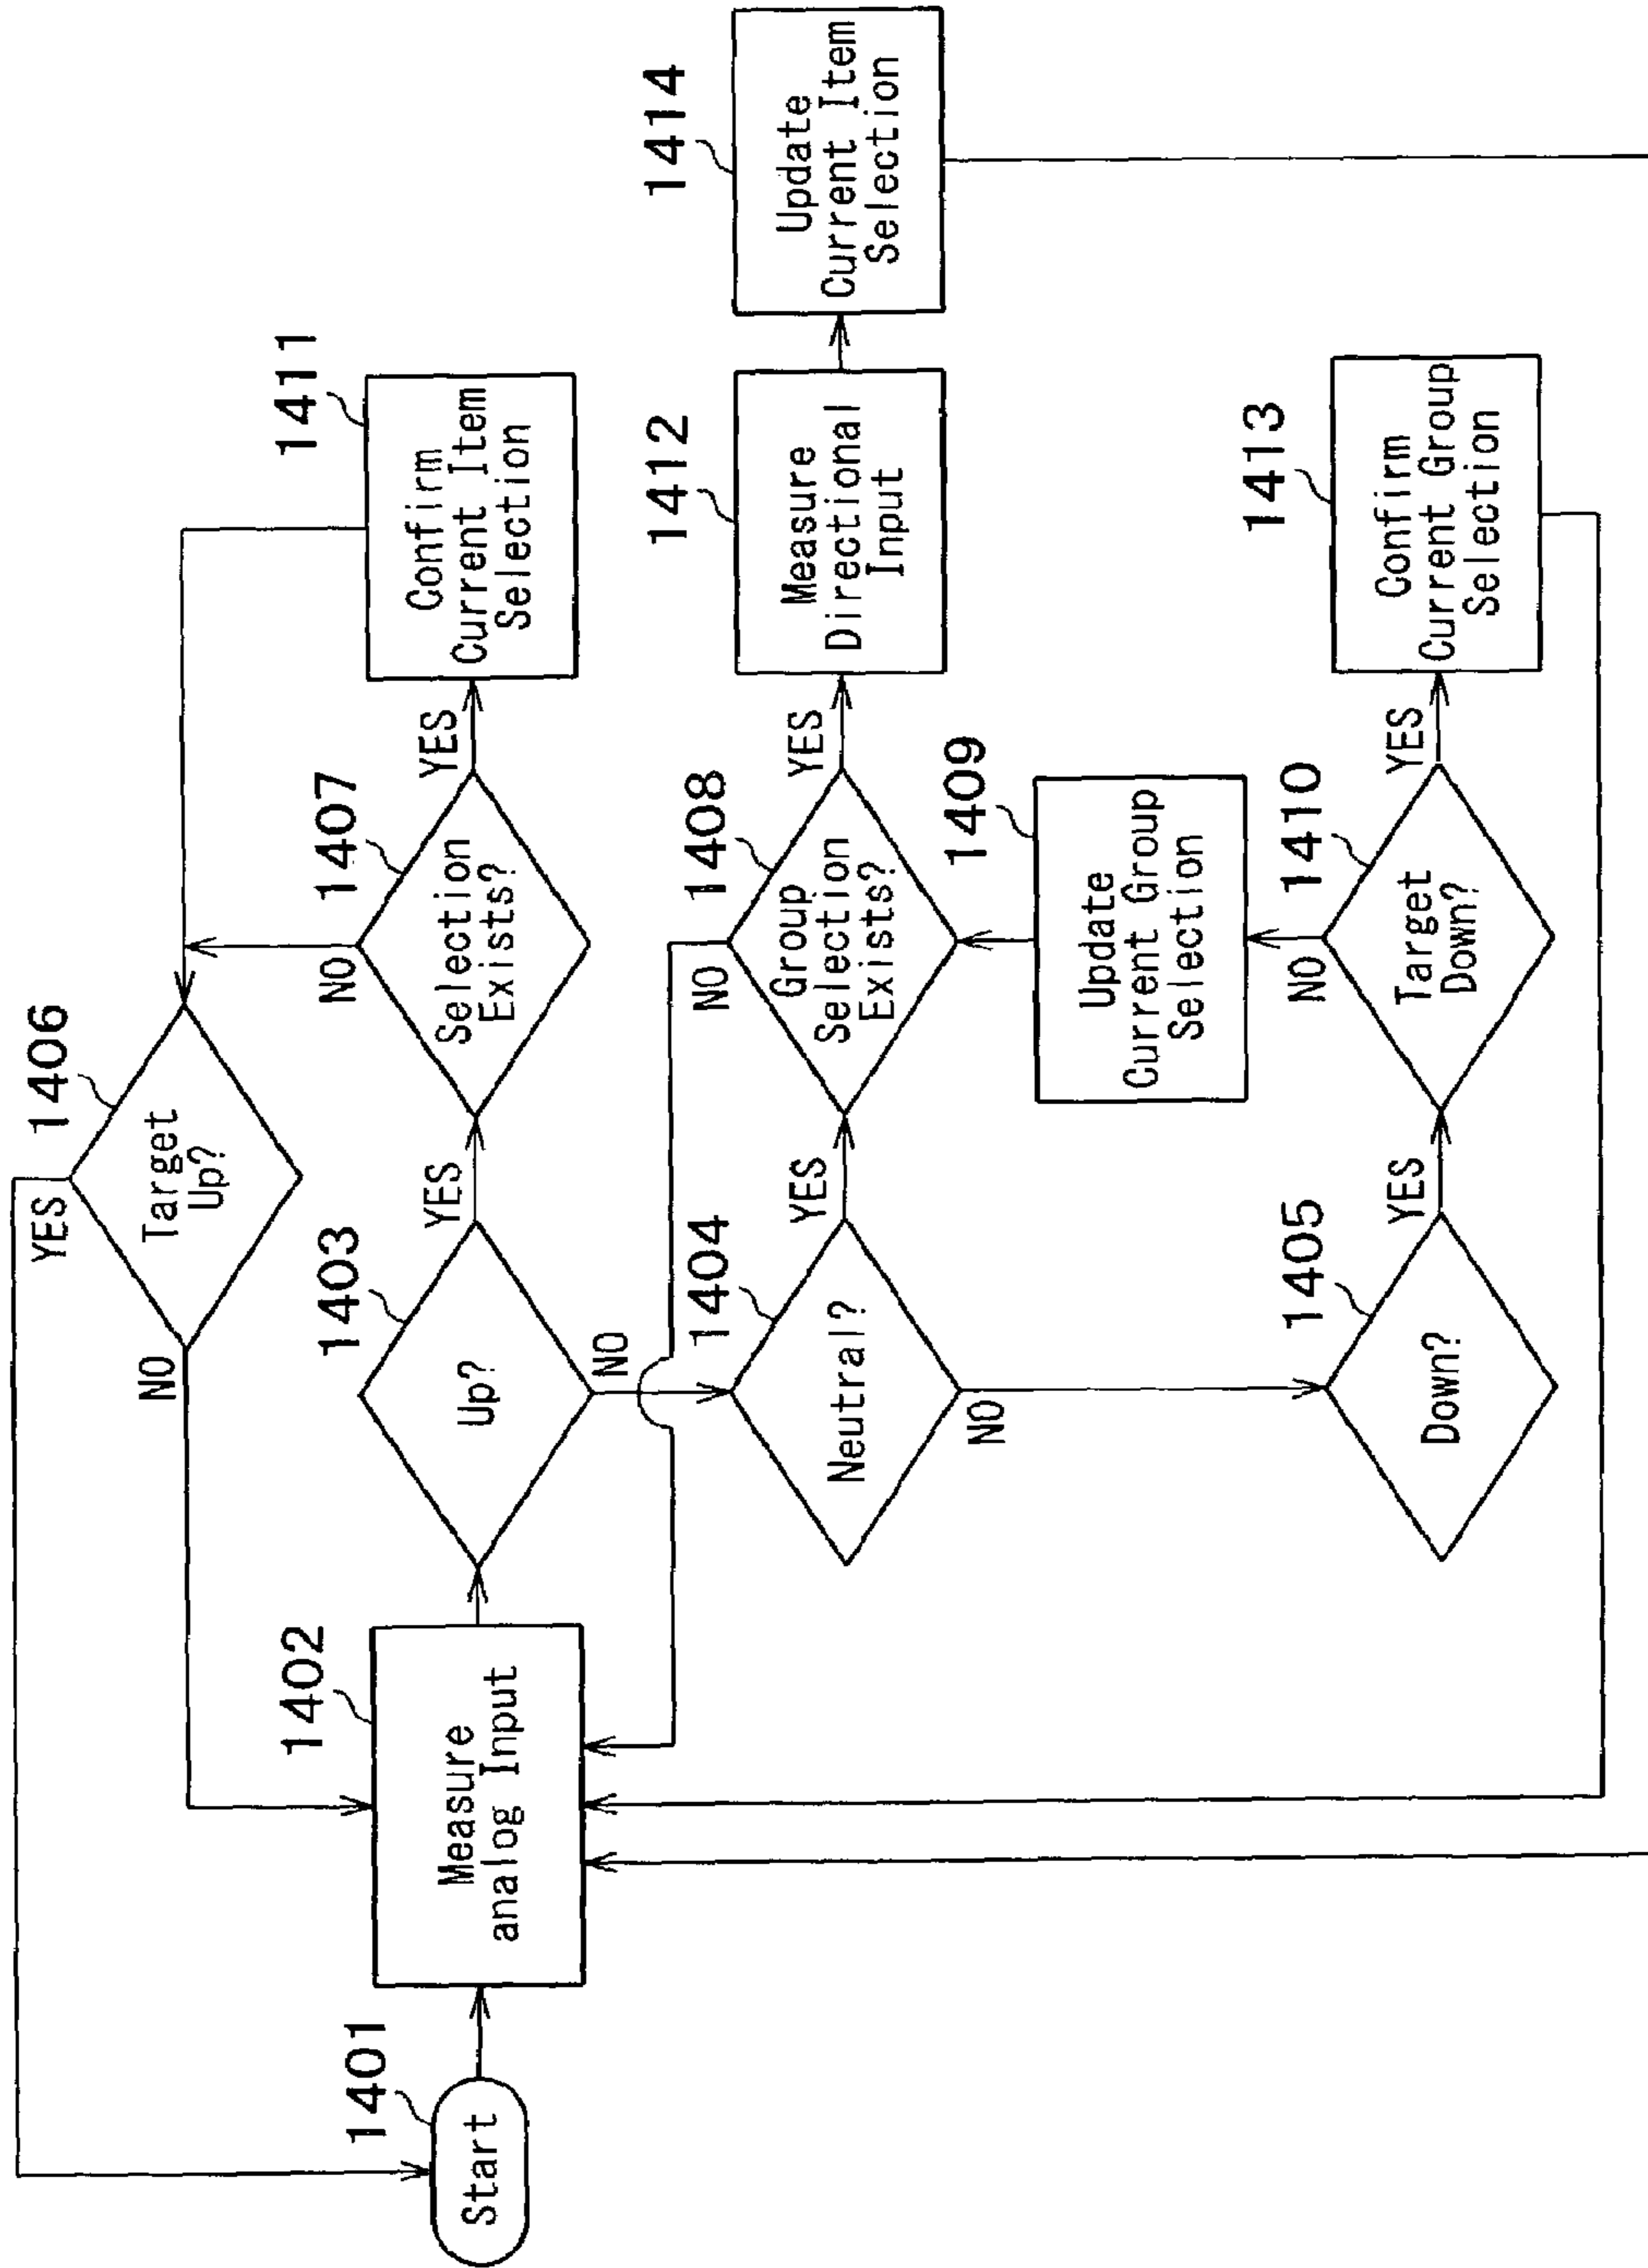 1401
Start
1402
Measure
analog Input
1403
Up?
YES
NO
1404
Neutral?
YES
NO
1405
Down?
YES
1406
Target
Up?
YES
NO
1407
Selection
Exists?
YES
NO
1408
Group
Selection
Exists?
YES
NO
1409
Update
Current Group
Selection
1410
Target
Down?
YES
NO
1411
Confirm
Current Item
Selection
1412
Measure
Directional
Input
1413
Confirm
Current Group
Selection
1414
Update
Current Item
Selection